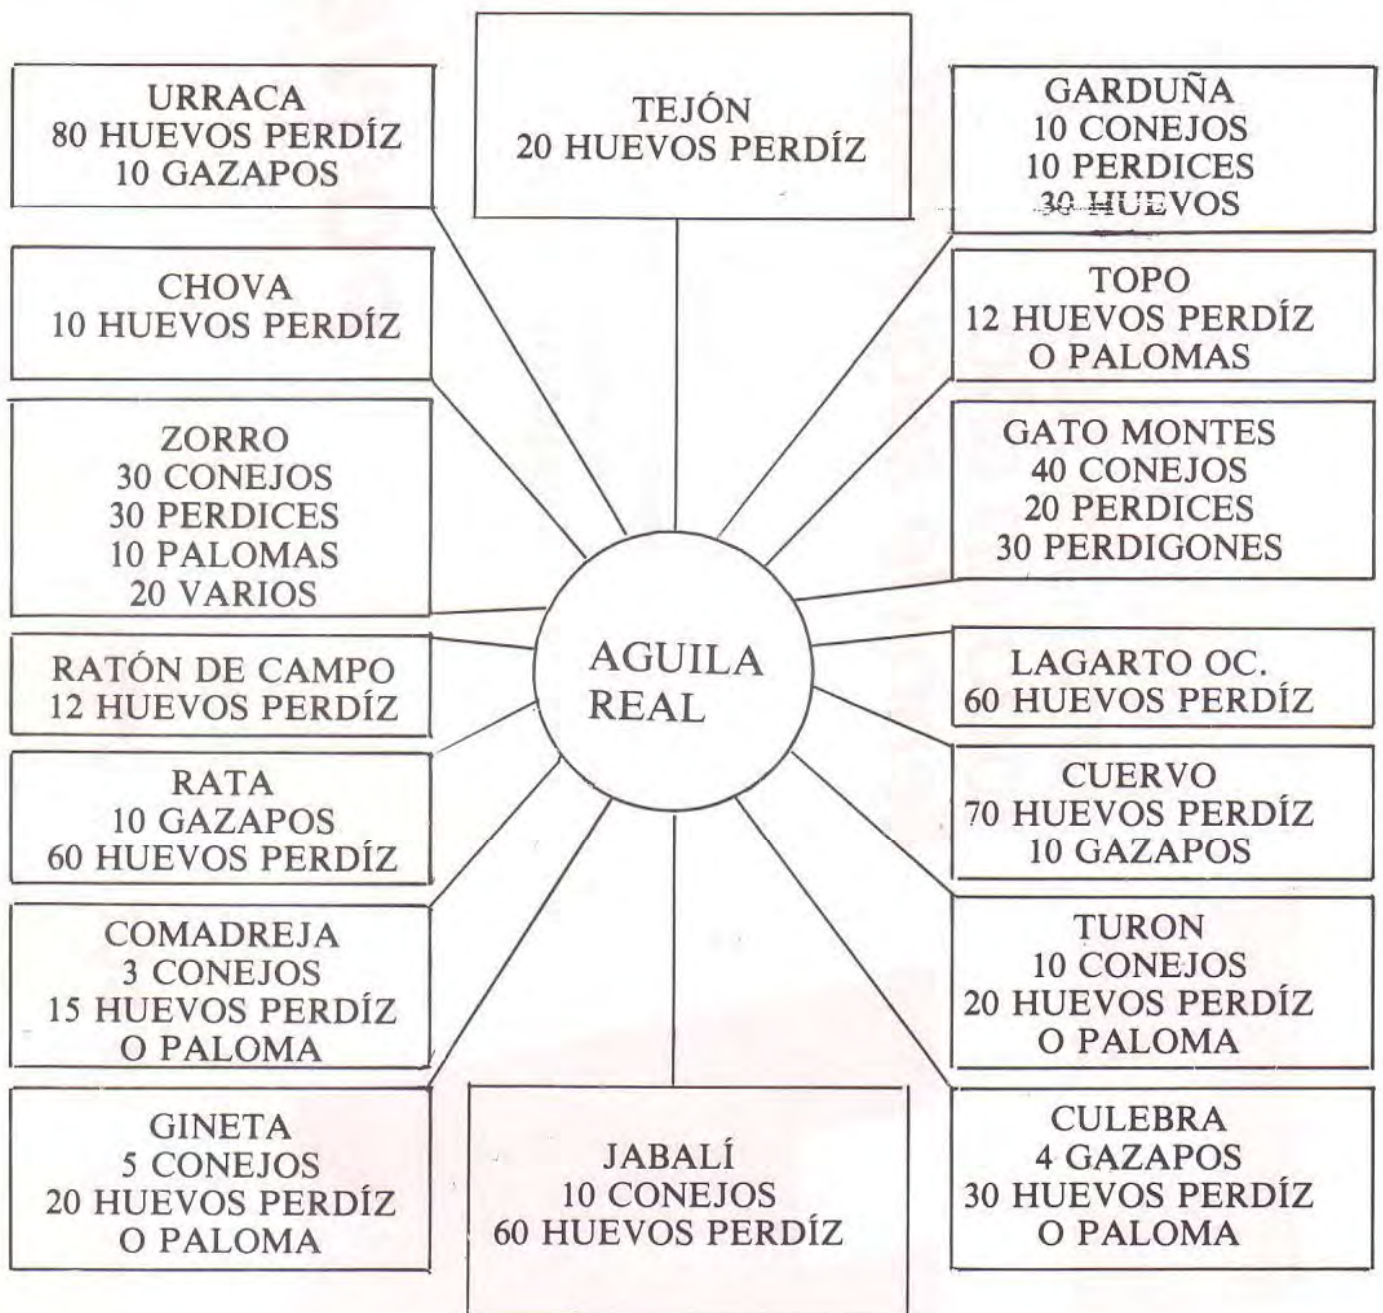 URRACA
80 HUEVOS PERDÍZ
10 GAZAPOS
TEJÓN
20 HUEVOS PERDÍZ
GARDUÑA
10 CONEJOS
10 PERDICES
30 HUEVOS
CHOVA
10 HUEVOS PERDÍZ
TOPO
12 HUEVOS PERDÍZ
O PALOMAS
ZORRO
30 CONEJOS
30 PERDICES
10 PALOMAS
20 VARIOS
GATO MONTES
40 CONEJOS
20 PERDICES
30 PERDIGONES
RATÓN DE CAMPO
12 HUEVOS PERDÍZ
AGUILA
REAL
LAGARTO OC.
60 HUEVOS PERDÍZ
RATA
10 GAZAPOS
60 HUEVOS PERDÍZ
CUERVO
70 HUEVOS PERDÍZ
10 GAZAPOS
COMADREJA
3 CONEJOS
15 HUEVOS PERDÍZ
O PALOMA
TURON
10 CONEJOS
20 HUEVOS PERDÍZ
O PALOMA
GINETA
5 CONEJOS
20 HUEVOS PERDÍZ
O PALOMA
JABALÍ
10 CONEJOS
60 HUEVOS PERDÍZ
CULEBRA
4 GAZAPOS
30 HUEVOS PERDÍZ
O PALOMA